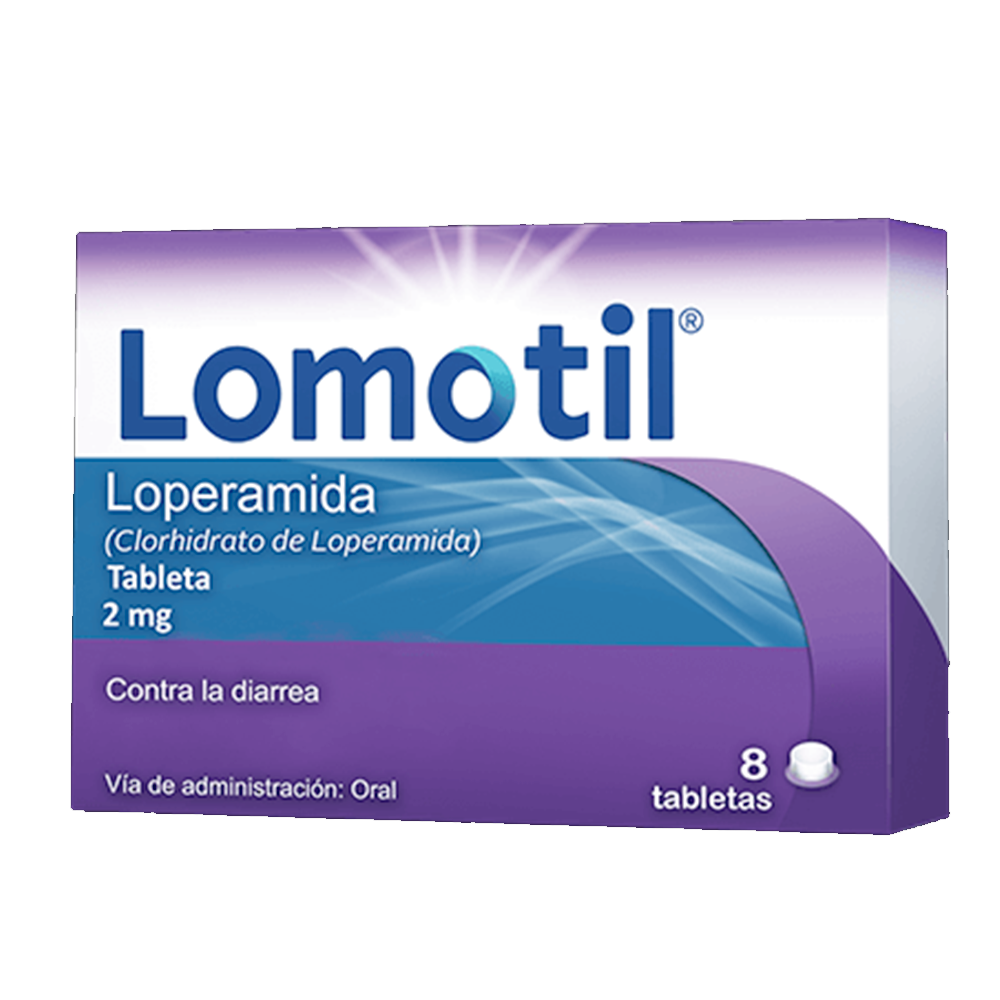 Lomotil®
Loperamida
(Clorhidrato de Loperamida)
Tableta
2 mg
Contra la diarrea
Vía de administración: Oral
8
tabletas